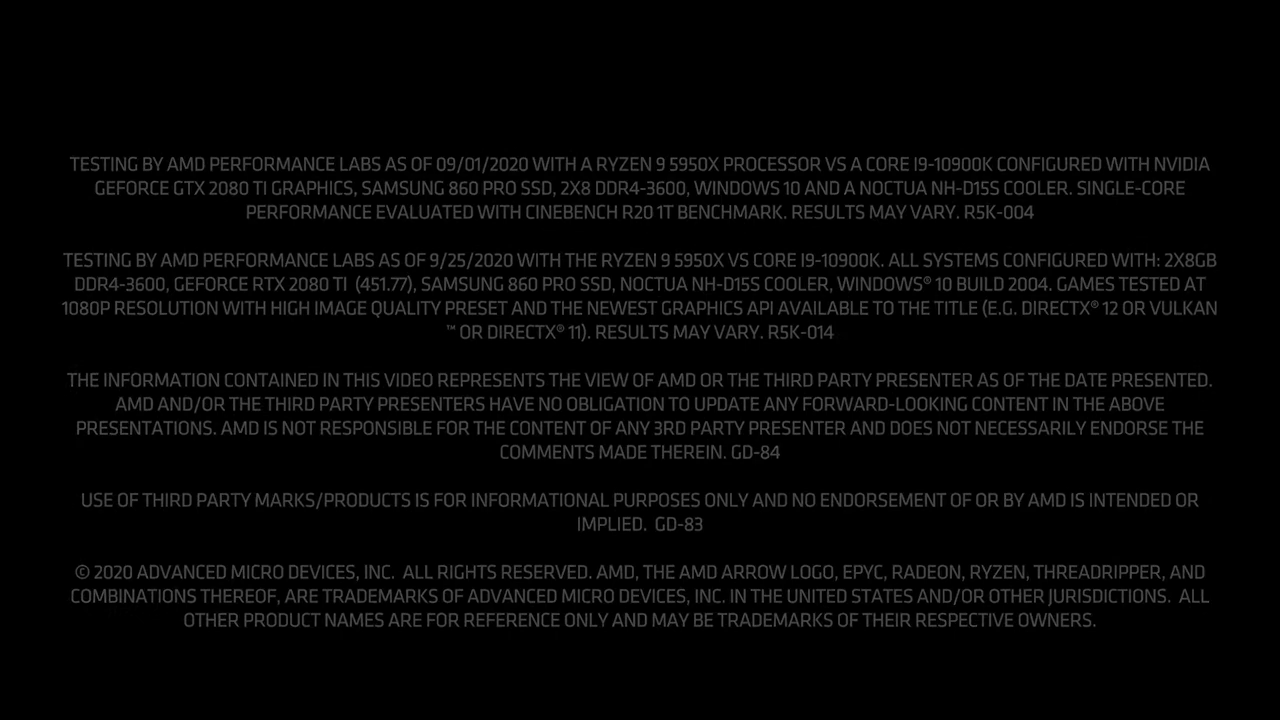 TESTING BY AMD PERFORMANCE LABS AS OF 09/01/2020 WITH A RYZEN 9 5950X PROCESSOR VS A CORE I9-10900K CONFIGURED WITH NVIDIA
GEFORCE GTX 2080 TI GRAPHICS, SAMSUNG 860 PRO SSD, 2X8 DDR4-3600, WINDOWS 10 AND A NOCTUA NH-D15S COOLER. SINGLE-CORE
PERFORMANCE EVALUATED WITH CINEBENCH R20 1T BENCHMARK. RESULTS MAY VARY. R5K-004
TESTING BY AMD PERFORMANCE LABS AS OF 9/25/2020 WITH THE RYZEN 9 5950X VS CORE I9-10900K. ALL SYSTEMS CONFIGURED WITH: 2X8GB
DDR4-3600, GEFORCE RTX 2080 TI  (451.77), SAMSUNG 860 PRO SSD, NOCTUA NH-D15S COOLER, WINDOWS® 10 BUILD 2004. GAMES TESTED AT
1080P RESOLUTION WITH HIGH IMAGE QUALITY PRESET AND THE NEWEST GRAPHICS API AVAILABLE TO THE TITLE (E.G. DIRECTX® 12 OR VULKAN
™ OR DIRECTX® 11). RESULTS MAY VARY. R5K-014
THE INFORMATION CONTAINED IN THIS VIDEO REPRESENTS THE VIEW OF AMD OR THE THIRD PARTY PRESENTER AS OF THE DATE PRESENTED.
AMD AND/OR THE THIRD PARTY PRESENTERS HAVE NO OBLIGATION TO UPDATE ANY FORWARD-LOOKING CONTENT IN THE ABOVE
PRESENTATIONS. AMD IS NOT RESPONSIBLE FOR THE CONTENT OF ANY 3RD PARTY PRESENTER AND DOES NOT NECESSARILY ENDORSE THE
COMMENTS MADE THEREIN. GD-84
USE OF THIRD PARTY MARKS/PRODUCTS IS FOR INFORMATIONAL PURPOSES ONLY AND NO ENDORSEMENT OF OR BY AMD IS INTENDED OR
IMPLIED.  GD-83
© 2020 ADVANCED MICRO DEVICES, INC.  ALL RIGHTS RESERVED. AMD, THE AMD ARROW LOGO, EPYC, RADEON, RYZEN, THREADRIPPER, AND
COMBINATIONS THEREOF, ARE TRADEMARKS OF ADVANCED MICRO DEVICES, INC. IN THE UNITED STATES AND/OR OTHER JURISDICTIONS.  ALL
OTHER PRODUCT NAMES ARE FOR REFERENCE ONLY AND MAY BE TRADEMARKS OF THEIR RESPECTIVE OWNERS.